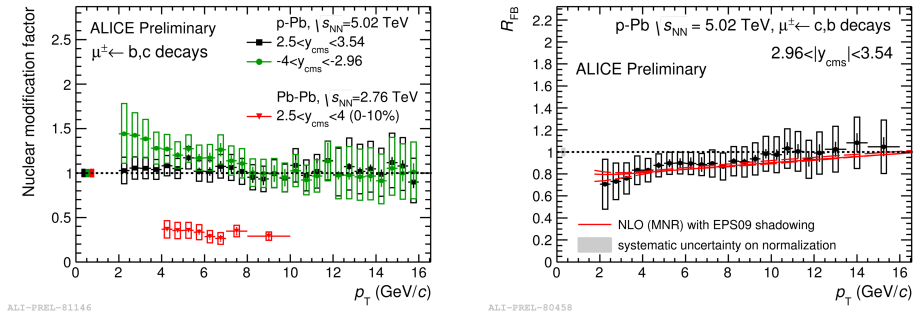 ALICE Preliminary
μ±← b,c decays
p-Pb, √sNN=5.02 TeV
2.5<ycms<3.54
-4<ycms<-2.96
Pb-Pb, √sNN=2.76 TeV
2.5<ycms<4 (0-10%)
Nuclear modification factor
2.5
2
1.5
1
0.5
0
0 2 4 6 8 10 12 14 16
pT (GeV/c)
ALI-PREL-81146
RFB
p-Pb √sNN = 5.02 TeV, μ±← c,b decays
2.96<|ycms|<3.54
ALICE Preliminary
2.2
2
1.8
1.6
1.4
1.2
1
0.8
0.6
0.4
0.2
0
NLO (MNR) with EPS09 shadowing
systematic uncertainty on normalization
0 2 4 6 8 10 12 14 16
pT (GeV/c)
ALI-PREL-80458